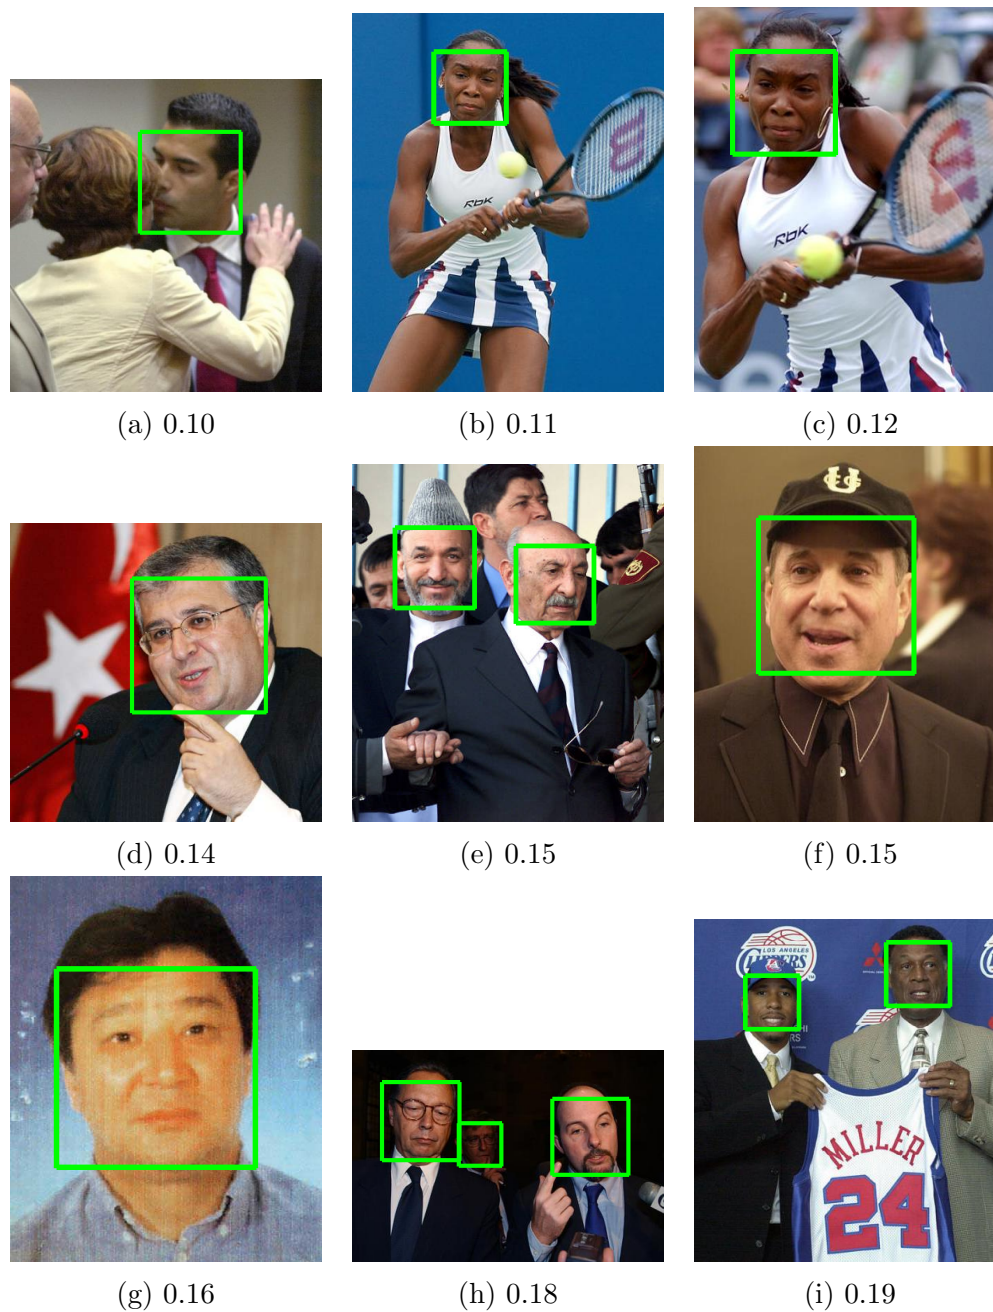 RbK
RbK
(a) 0.10
(b) 0.11
(c) 0.12
(d) 0.14
(e) 0.15
(f) 0.15
LOS ANGELES
CLIPPERS
MILLER
24
(g) 0.16
(h) 0.18
(i) 0.19